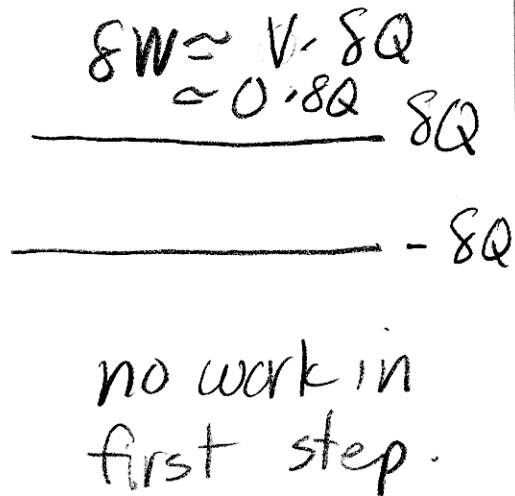 δW ≃ V · δQ
≃ 0 · δQ
δQ
- δQ
no work in
first step.